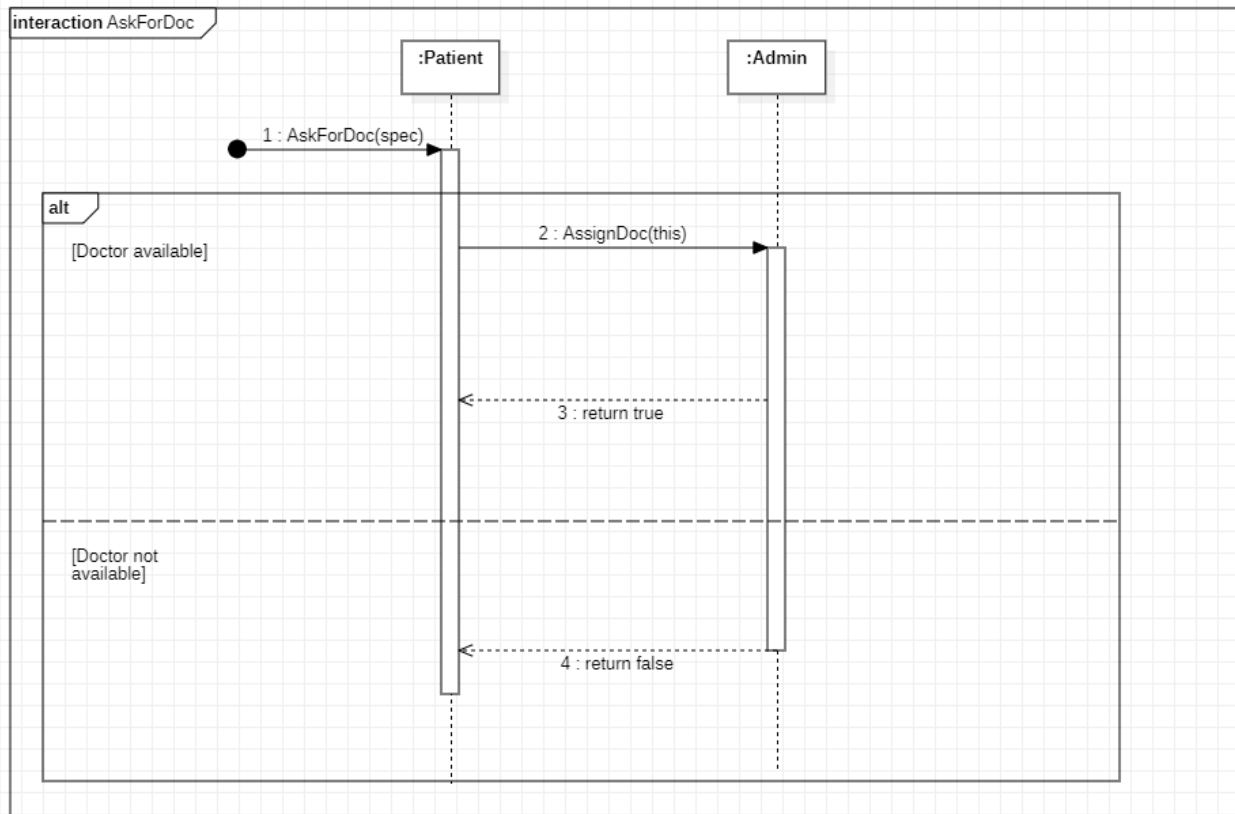 interaction AskForDoc
:Patient
:Admin
1 : AskForDoc(spec)
alt
2 : AssignDoc(this)
[Doctor available]
3 : return true
[Doctor not
available]
4 : return false